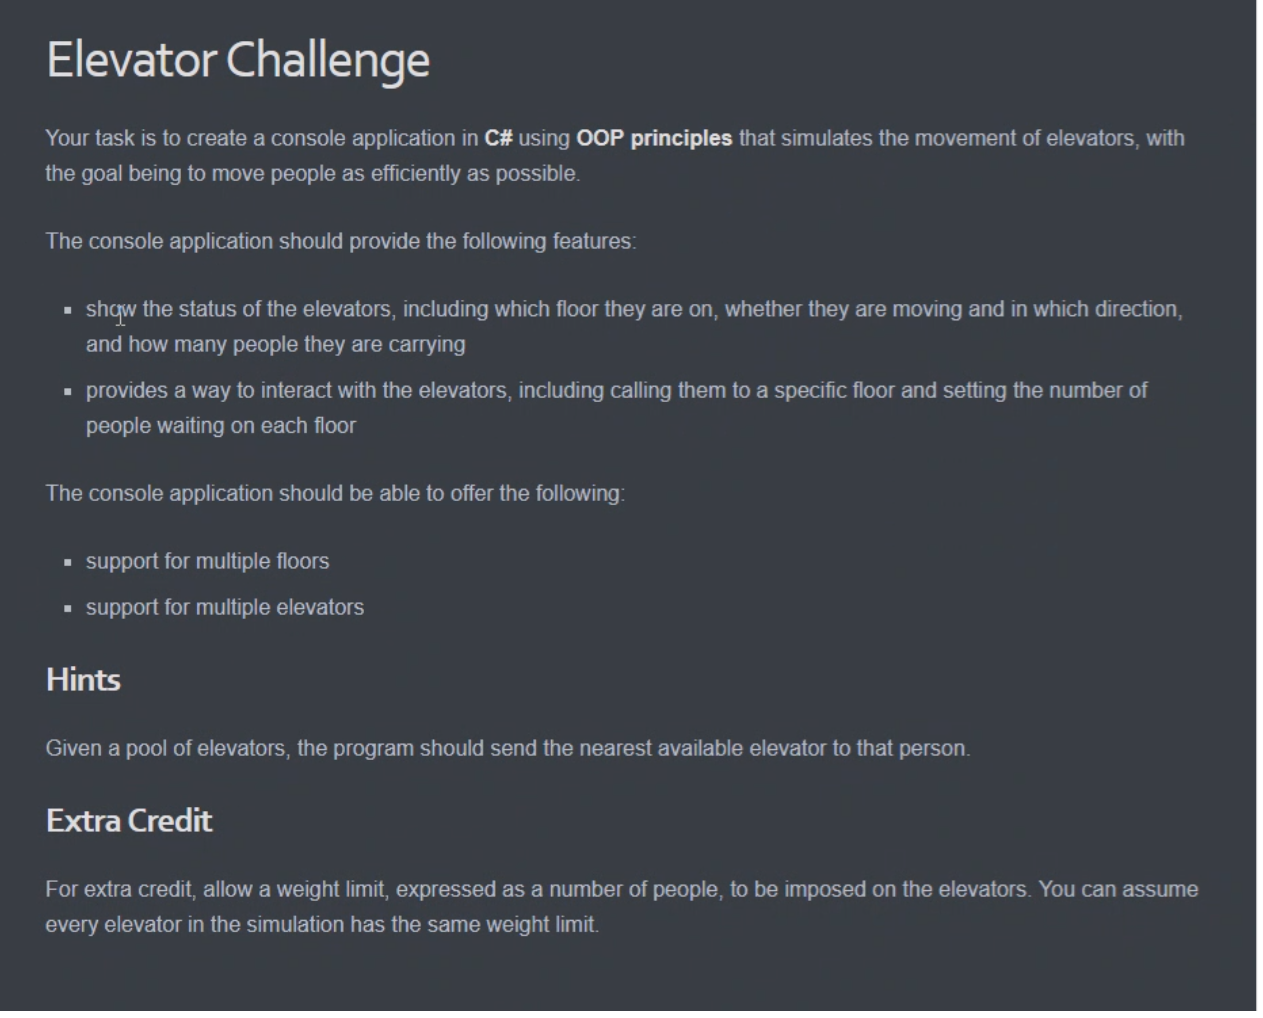 Elevator Challenge
Your task is to create a console application in C# using OOP principles that simulates the movement of elevators, with
the goal being to move people as efficiently as possible.
The console application should provide the following features:
show the status of the elevators, including which floor they are on, whether they are moving and in which direction,
and how many people they are carrying
provides a way to interact with the elevators, including calling them to a specific floor and setting the number of
people waiting on each floor
The console application should be able to offer the following:
support for multiple floors
support for multiple elevators
Hints
Given a pool of elevators, the program should send the nearest available elevator to that person.
Extra Credit
For extra credit, allow a weight limit, expressed as a number of people, to be imposed on the elevators. You can assume
every elevator in the simulation has the same weight limit.